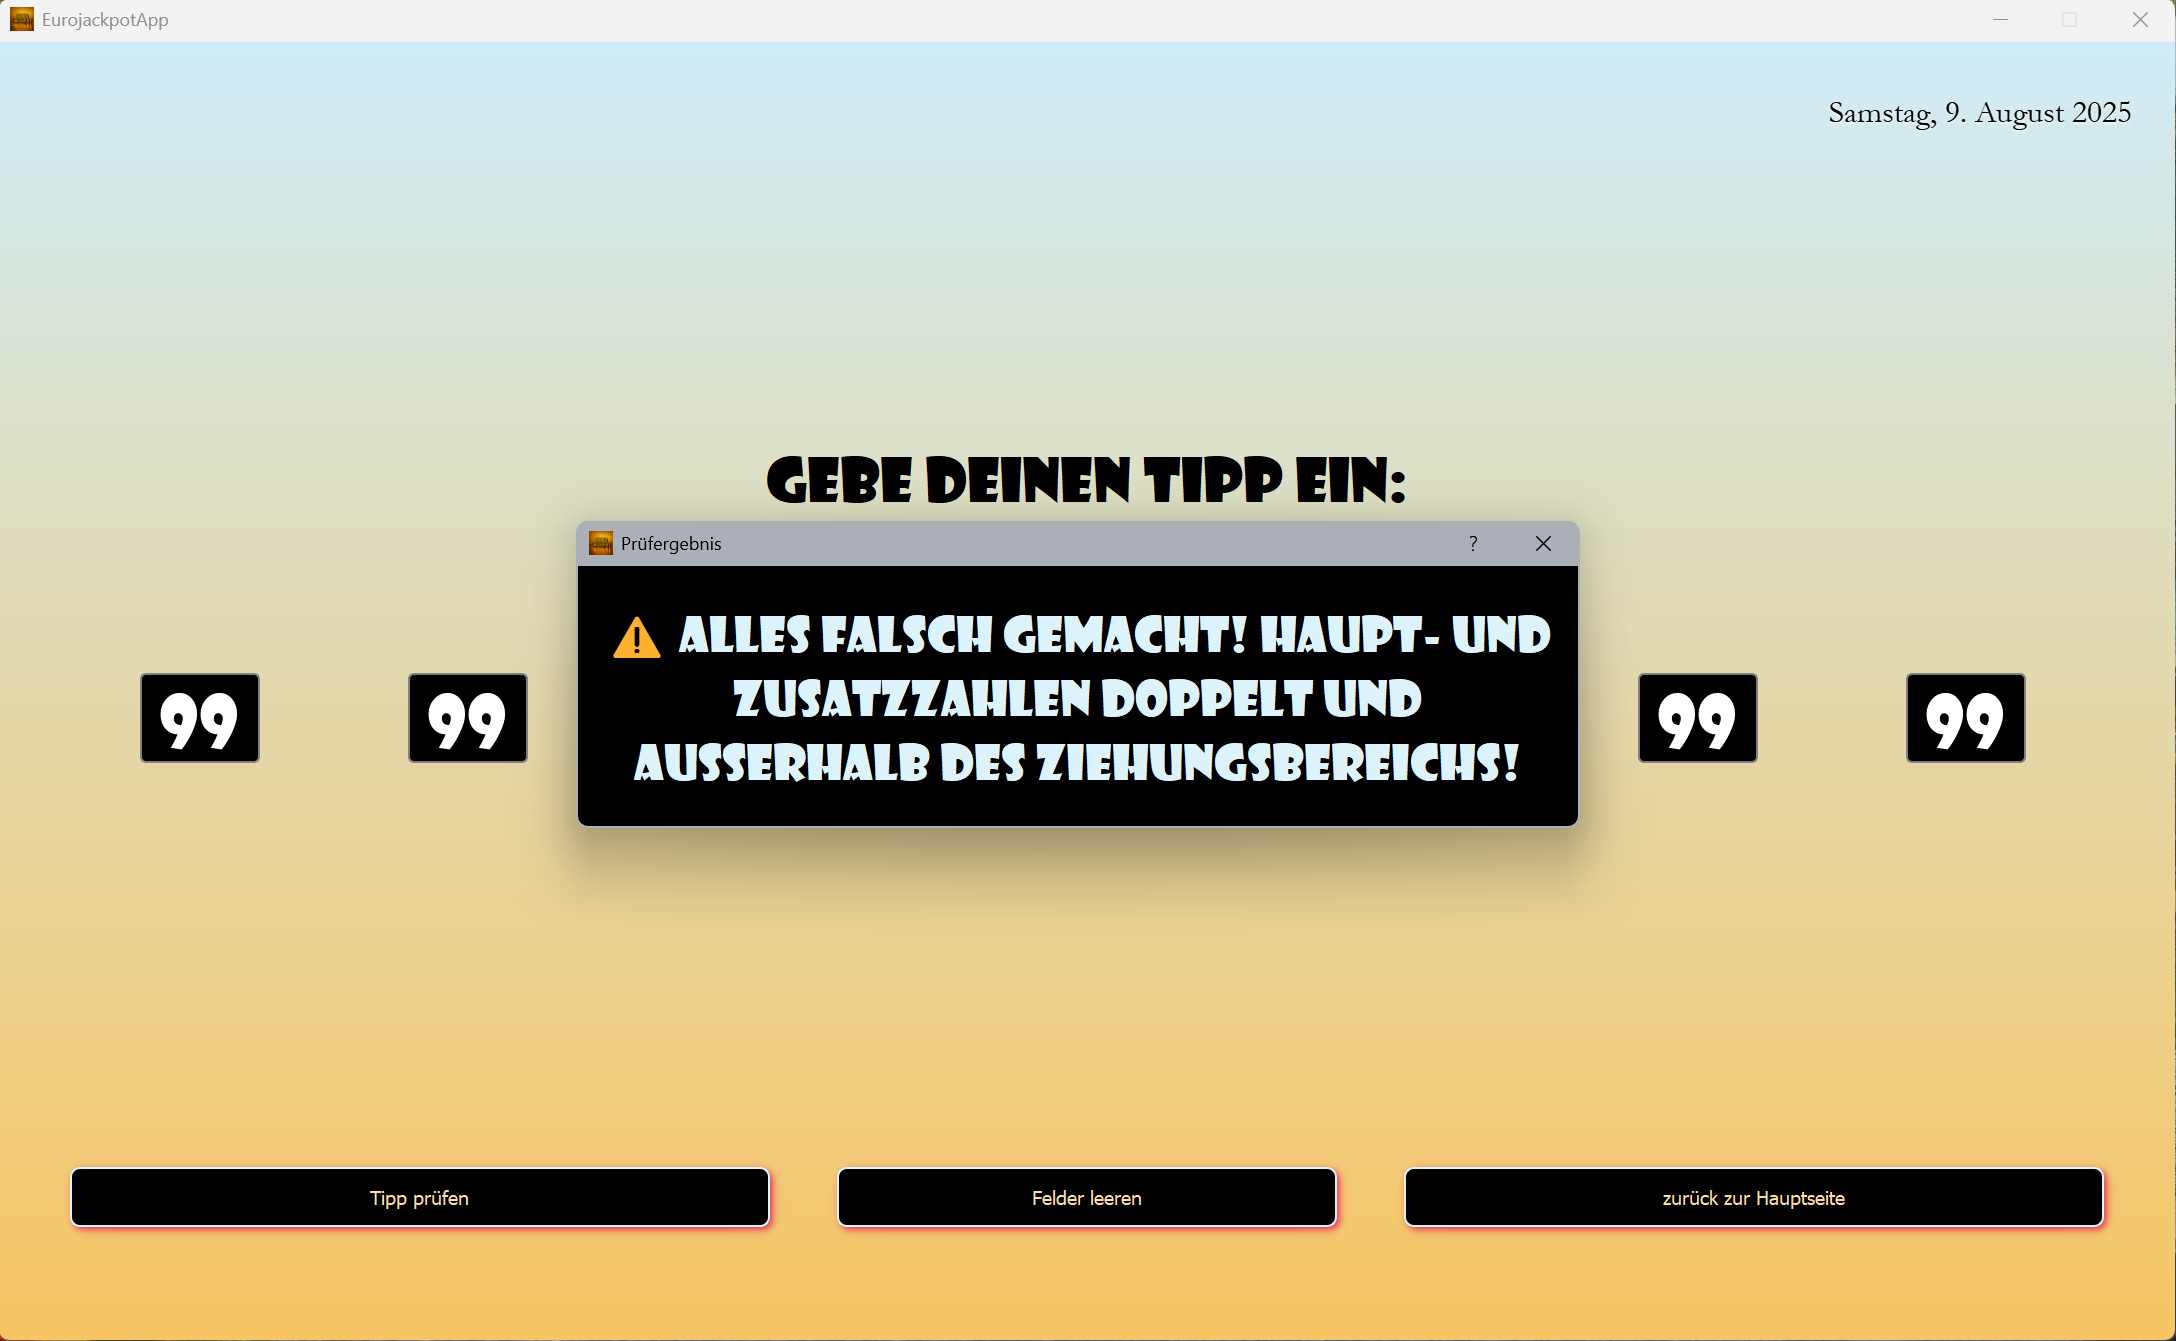 EurojackpotApp
Samstag, 9. August 2025
GEBE DEINEN TIPP EIN:
Prüfergebnis ?
ALLES FALSCH GEMACHT! HAUPT- UND
ZUSATZZAHLEN DOPPELT UND
AUSSERHALB DES ZIEHUNGSBEREICHS!
99 99 99 99
Tipp prüfen Felder leeren zurück zur Hauptseite